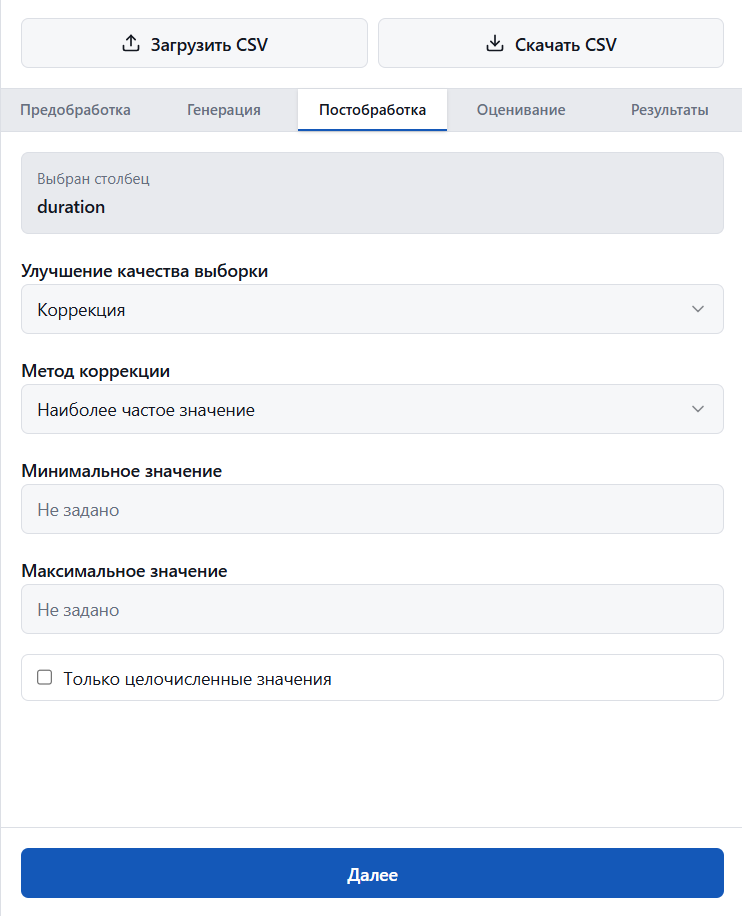 Загрузить CSV
Скачать CSV
Предобработка
Генерация
Постобработка
Оценивание
Результаты
Выбран столбец
duration
Улучшение качества выборки
Коррекция
Метод коррекции
Наиболее частое значение
Минимальное значение
Не задано
Максимальное значение
Не задано
Только целочисленные значения
Далее